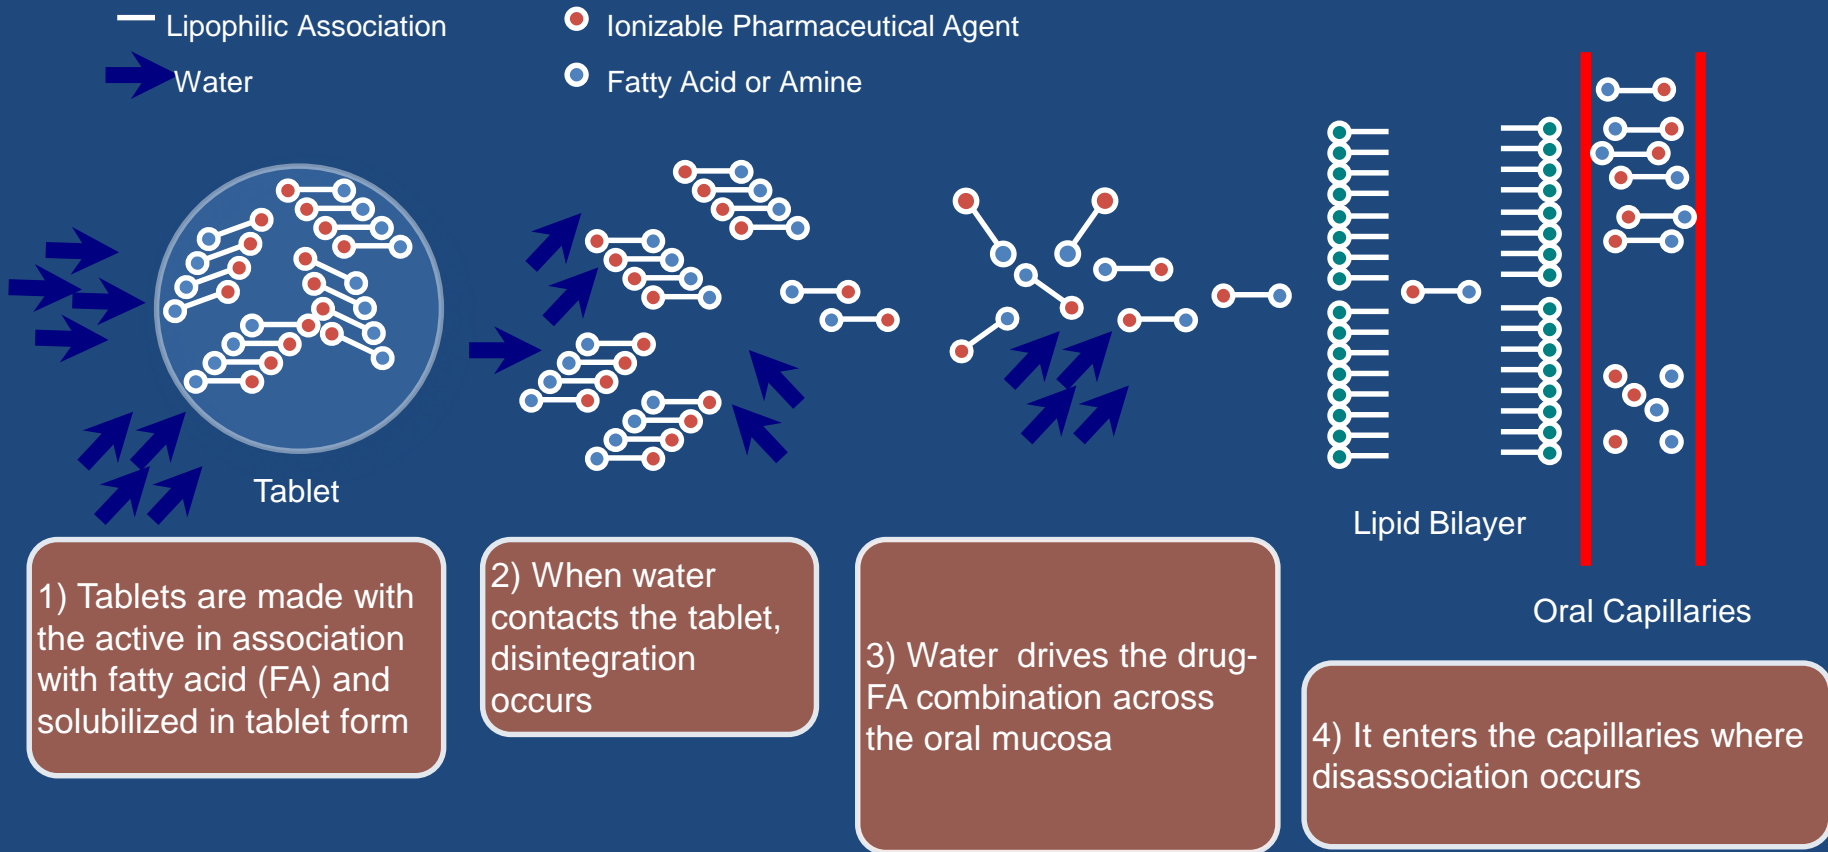 Lipophilic Association
Ionizable Pharmaceutical Agent
Water
Fatty Acid or Amine
Tablet
Lipid Bilayer
Oral Capillaries
1) Tablets are made with
the active in association
with fatty acid (FA) and
solubilized in tablet form
2) When water
contacts the tablet,
disintegration
occurs
3) Water  drives the drug-
FA combination across
the oral mucosa
4) It enters the capillaries where
disassociation occurs